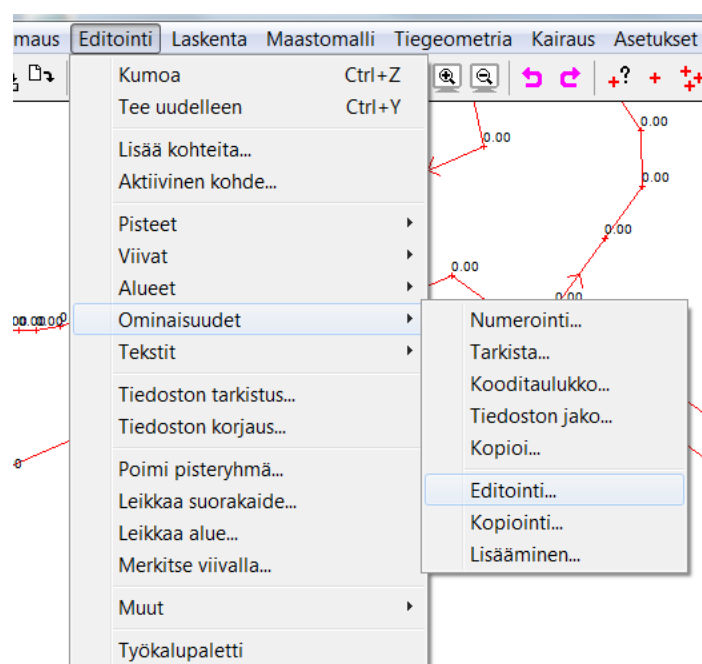 maus Editointi Laskenta Maastomalli Tiegeometria Kairaus Asetukset
Kumoa Ctrl+Z
Tee uudelleen Ctrl+Y
Lisää kohteita...
Aktiivinen kohde...
Pisteet
Viivat
Alueet
Ominaisuudet
Tekstit
Tiedoston tarkistus...
Tiedoston korjaus...
Poimi pisteryhmä...
Leikkaa suorakaide...
Leikkaa alue...
Merkitse viivalla...
Muut
Työkalupaletti
Numerointi...
Tarkista...
Kooditaulukko...
Tiedoston jako...
Kopioi...
Editointi...
Kopiointi...
Lisääminen...
0.00
0.00
0.00
0.00
0.00
0.00